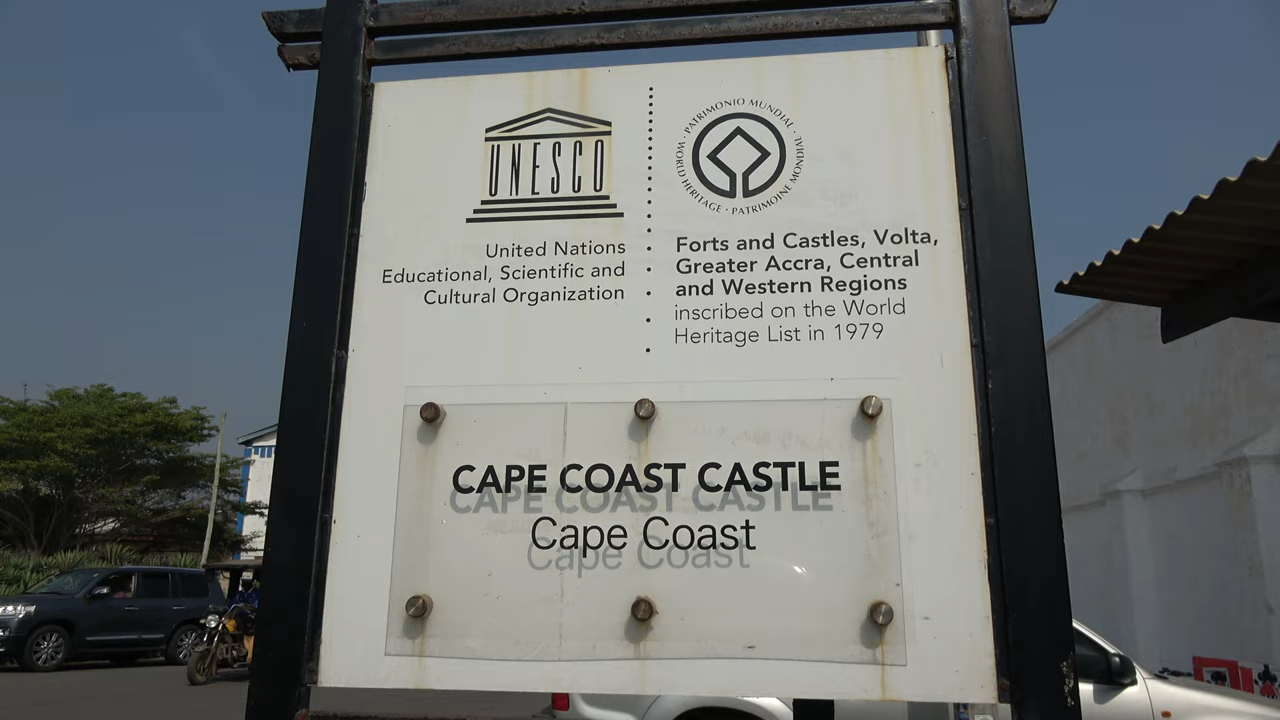 UNESCO
United Nations
Educational, Scientific and
Cultural Organization
PATRIMONIO MUNDIAL · WORLD HERITAGE · PATRIMOINE MONDIAL ·
Forts and Castles, Volta,
Greater Accra, Central
and Western Regions
inscribed on the World
Heritage List in 1979
CAPE COAST CASTLE
Cape Coast